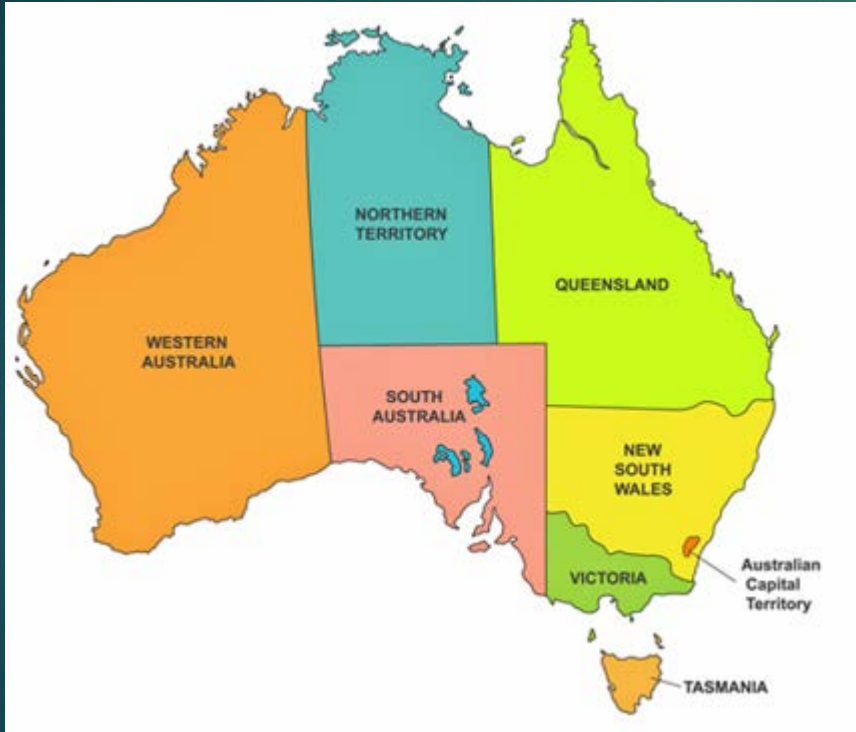 NORTHERN
TERRITORY
QUEENSLAND
WESTERN
AUSTRALIA
SOUTH
AUSTRALIA
NEW
SOUTH
WALES
VICTORIA
Australian
Capital
Territory
TASMANIA